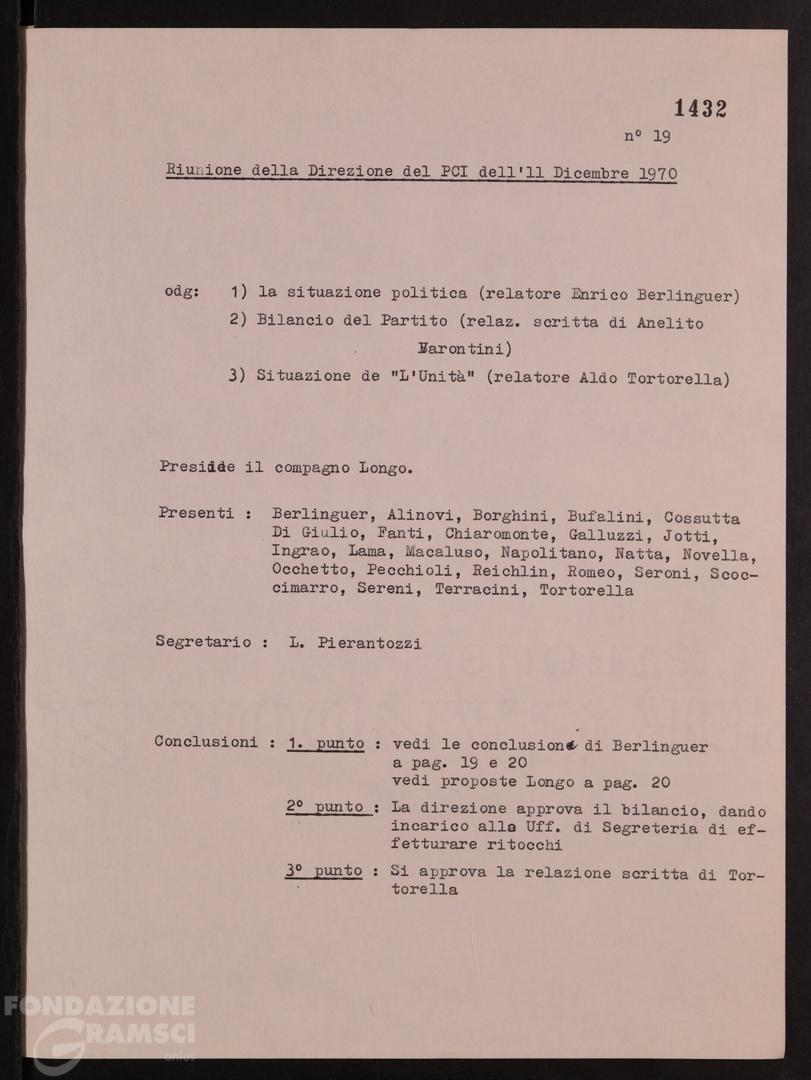 1432
nº 19
Riunione della Direzione del PCI dell'11 Dicembre 1970
odg: 1) la situazione politica (relatore Enrico Berlinguer)
2) Bilancio del Partito (relaz. scritta di Anelito
Barontini)
3) Situazione de "L'Unità" (relatore Aldo Tortorella)
Presidde il compagno Longo.
Presenti : Berlinguer, Alinovi, Borghini, Bufalini, Cossutta
Di Giulio, Fanti, Chiaromonte, Galluzzi, Jotti,
Ingrao, Lama, Macaluso, Napolitano, Natta, Novella,
Occhetto, Pecchioli, Reichlin, Romeo, Seroni, Scoc-
cimarro, Sereni, Terracini, Tortorella
Segretario : L. Pierantozzi
Conclusioni : 1. punto : vedi le conclusioni di Berlinguer
a pag. 19 e 20
vedi proposte Longo a pag. 20
2º punto : La direzione approva il bilancio, dando
incarico alla Uff. di Segreteria di ef-
fetturare ritocchi
3º punto : Si approva la relazione scritta di Tor-
torella
FONDAZIONE
GRAMSCI
onlus